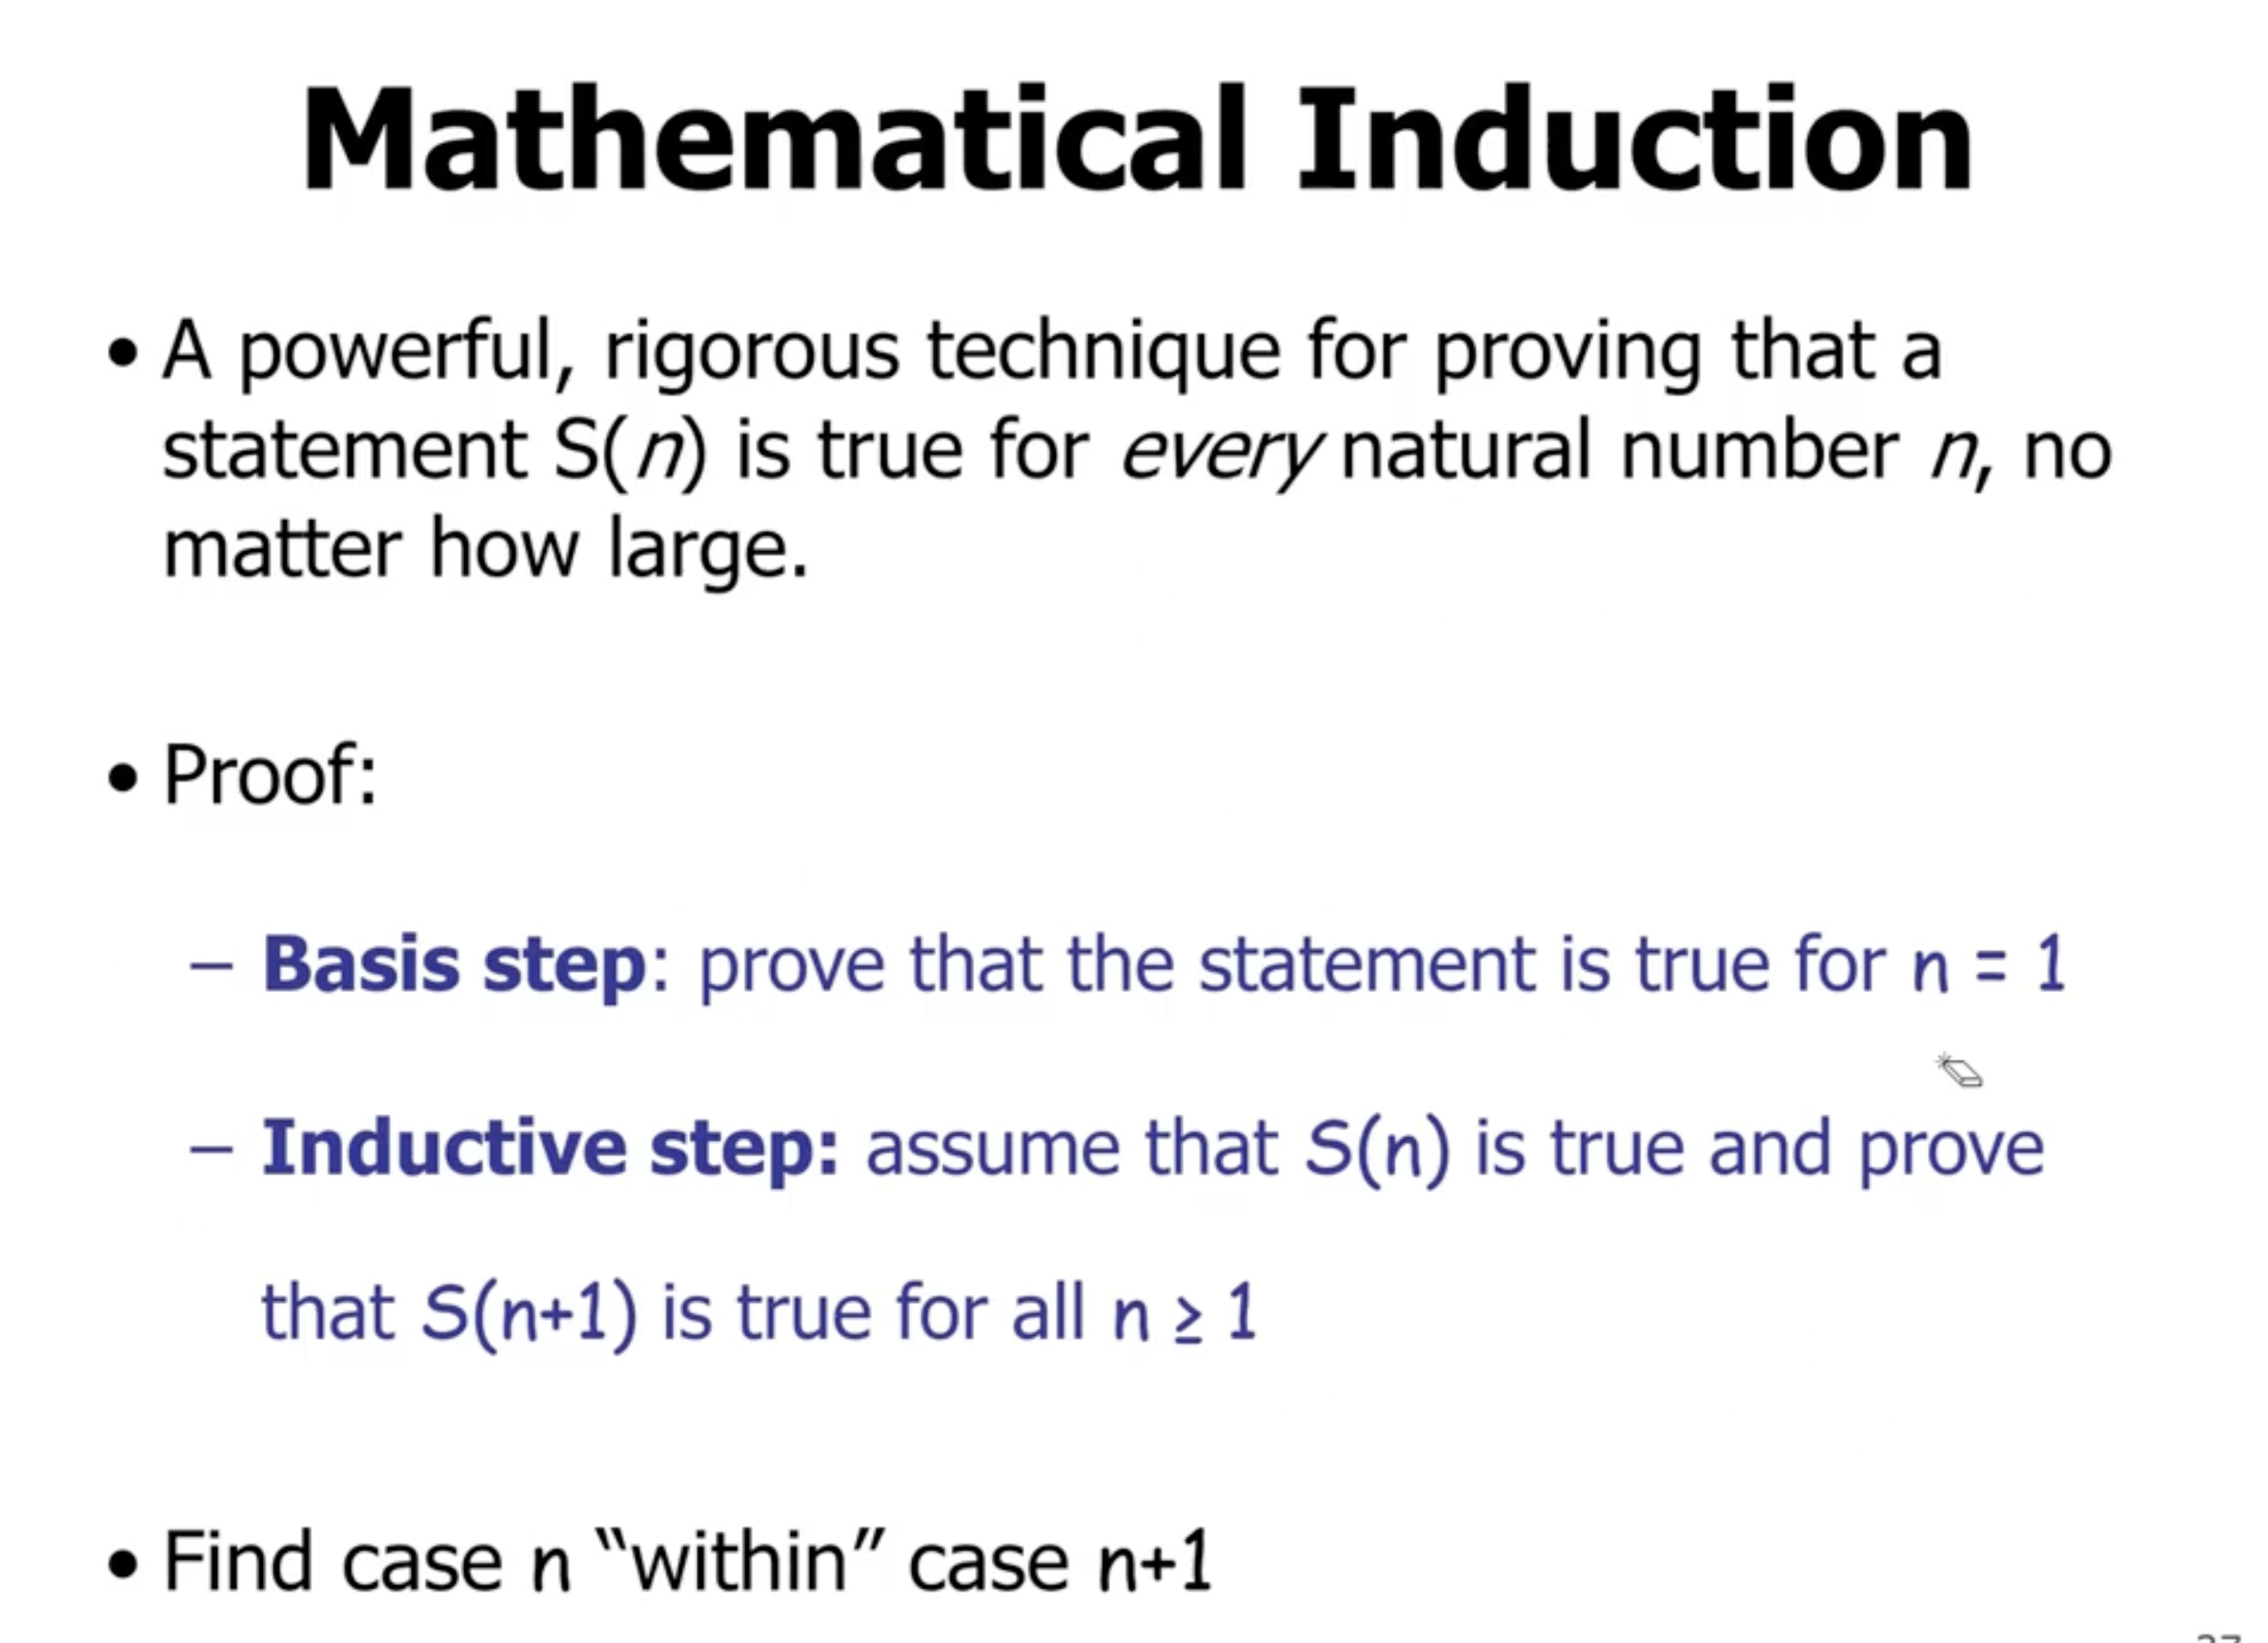 Mathematical Induction
• A powerful, rigorous technique for proving that a
statement S(n) is true for every natural number n, no
matter how large.
• Proof:
– Basis step: prove that the statement is true for n = 1
– Inductive step: assume that S(n) is true and prove
that S(n+1) is true for all n ≥ 1
• Find case n “within” case n+1